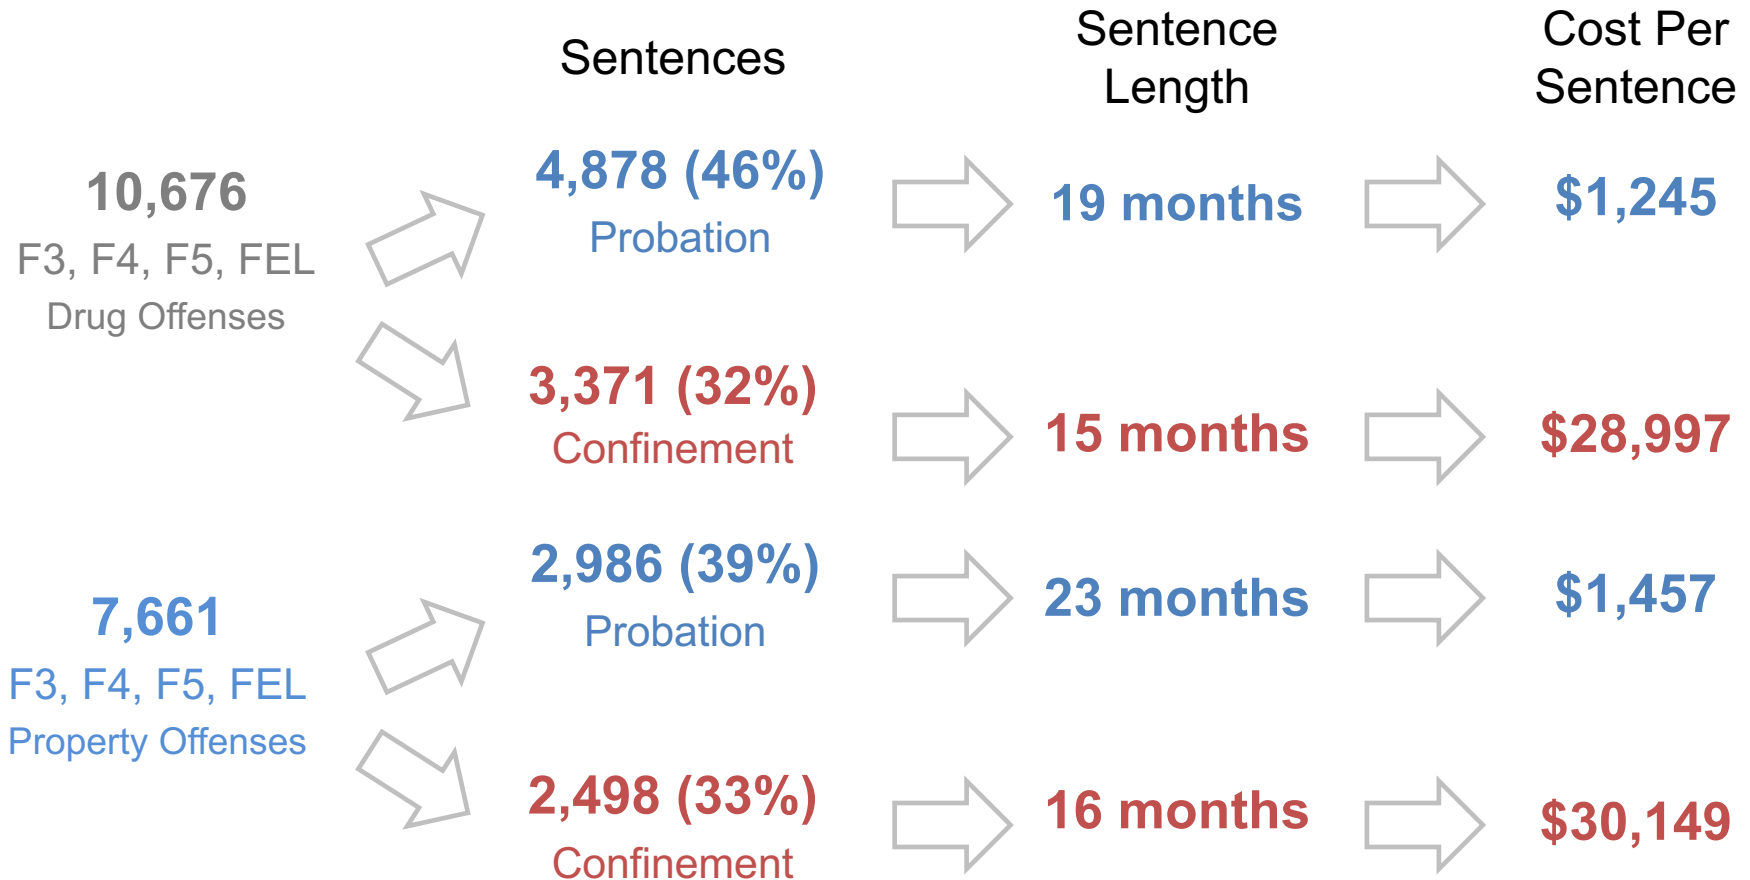 Sentences
Sentence
Length
Cost Per
Sentence
10,676
F3, F4, F5, FEL
Drug Offenses
4,878 (46%)
Probation
19 months
$1,245
3,371 (32%)
Confinement
15 months
$28,997
7,661
F3, F4, F5, FEL
Property Offenses
2,986 (39%)
Probation
23 months
$1,457
2,498 (33%)
Confinement
16 months
$30,149